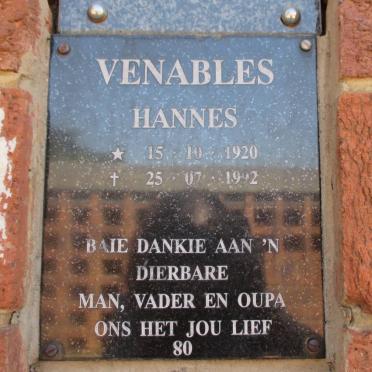 VENABLES
HANNES
★ 15 · 10 · 1920
✝ 25 · 07 · 1992
BAIE DANKIE AAN 'N
DIERBARE
MAN, VADER EN OUPA
ONS HET JOU LIEF
80